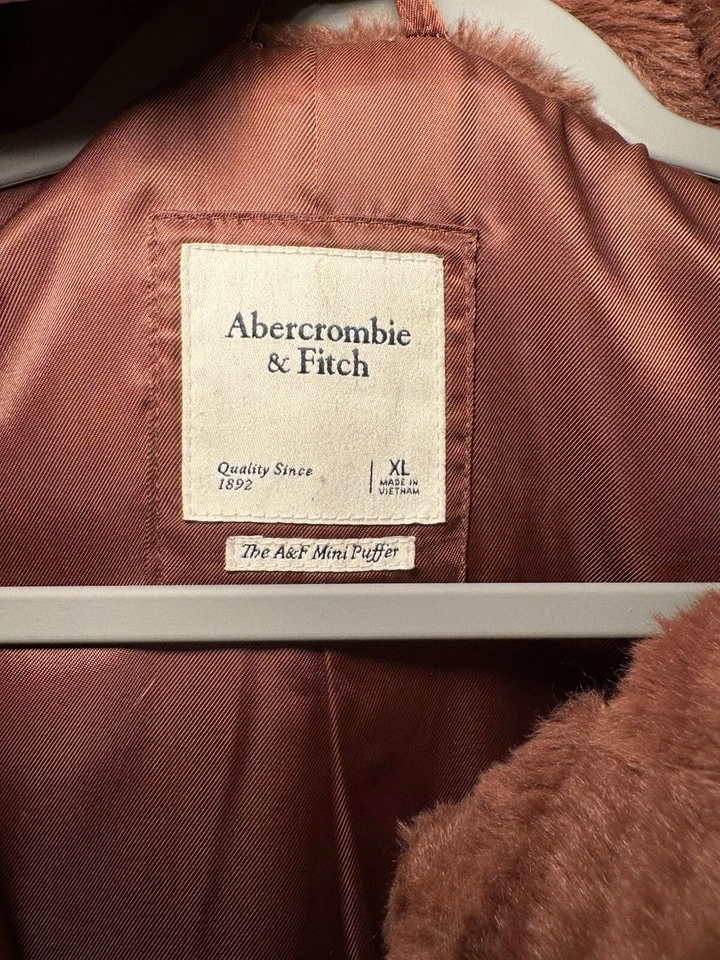 Abercrombie
& Fitch
Quality Since
1892
XL
MADE IN
VIETNAM
The A&F Mini Puffer